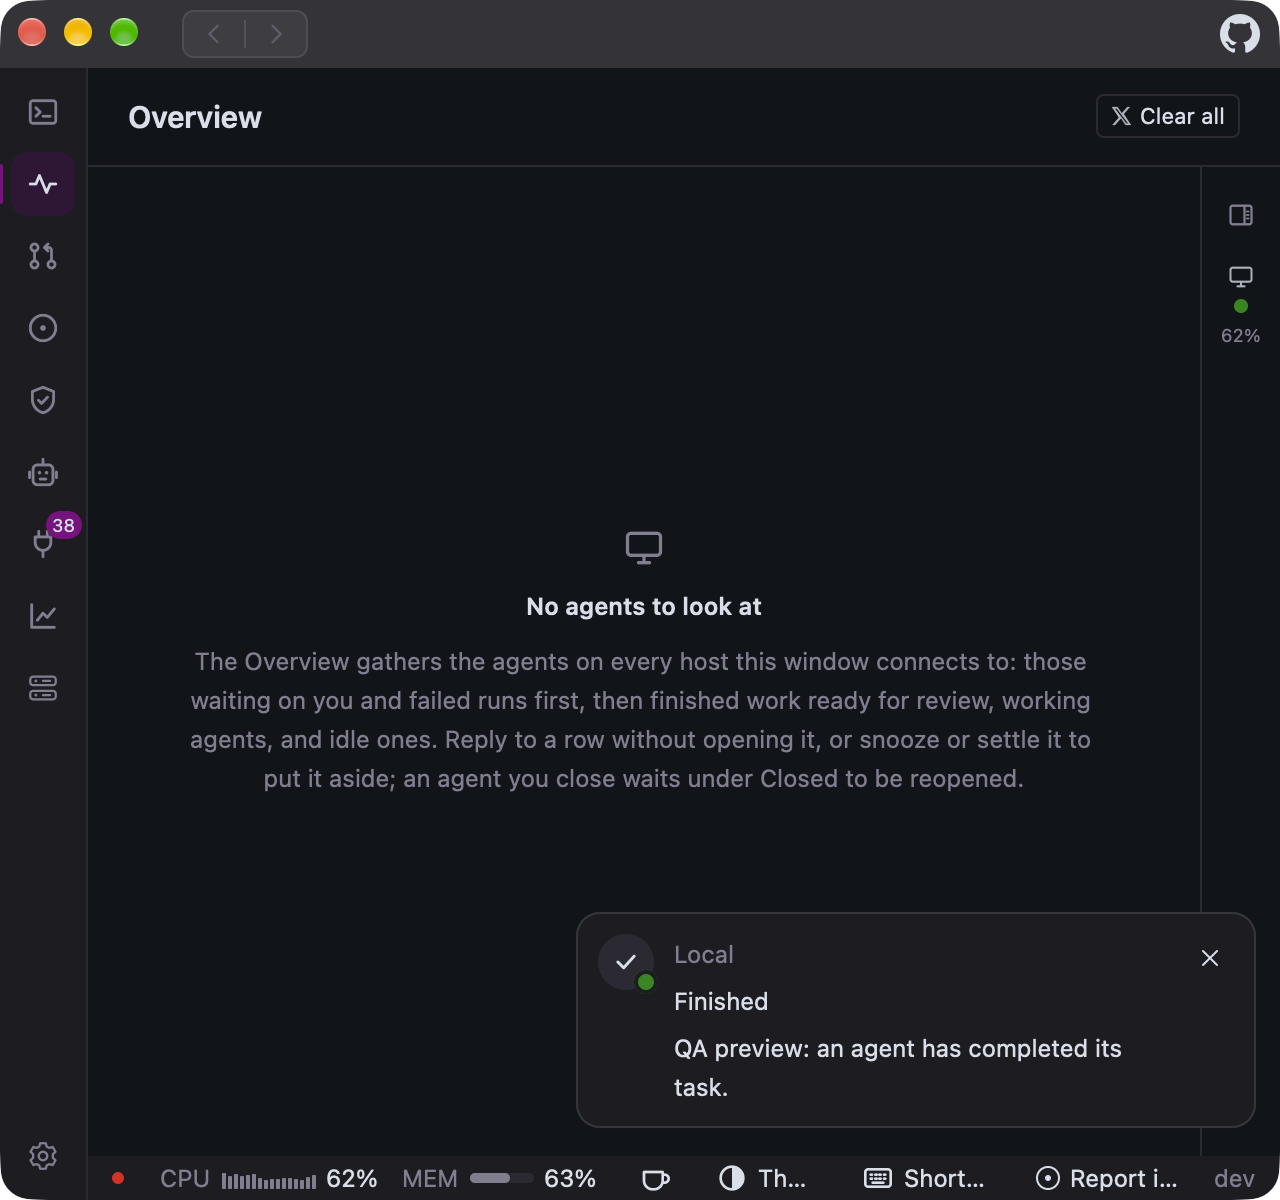 Overview
Clear all
62%
38
No agents to look at
The Overview gathers the agents on every host this window connects to: those
waiting on you and failed runs first, then finished work ready for review, working
agents, and idle ones. Reply to a row without opening it, or snooze or settle it to
put it aside; an agent you close waits under Closed to be reopened.
Local
Finished
QA preview: an agent has completed its
task.
CPU 62% MEM 63% Th... Short... Report i... dev